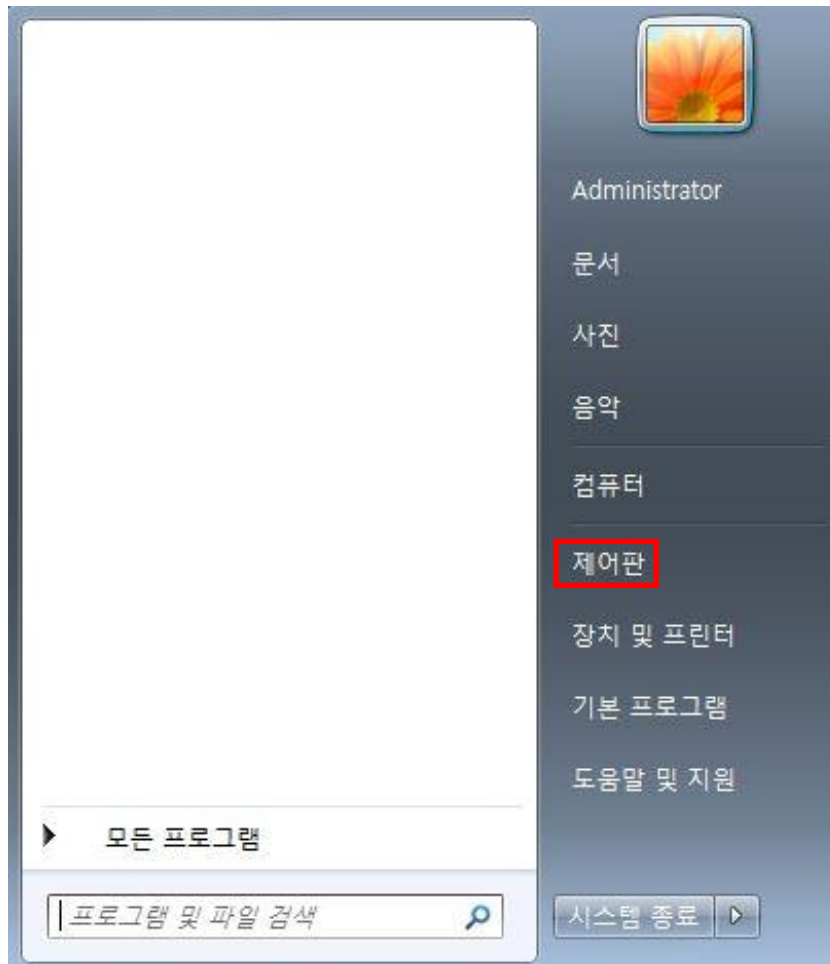 Administrator
문서
사진
음악
컴퓨터
제어판
장치 및 프린터
기본 프로그램
도움말 및 지원
모든 프로그램
프로그램 및 파일 검색
시스템 종료